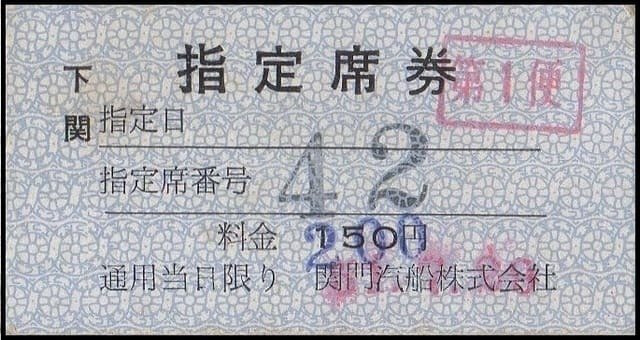 下関
指定席券
第1便
指定日
指定席番号 42
料金 150円
200
通用当日限り 関門汽船株式会社